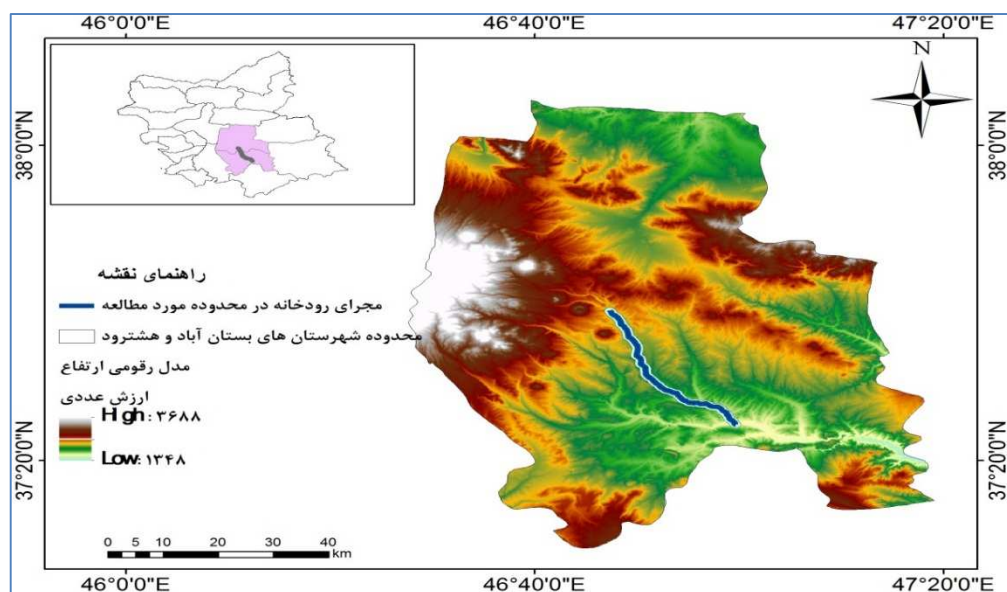 46°0'0"E 46°40'0"E 47°20'0"E
N
38°0'0"N 38°0'0"N
راهنمای نقشه
مجرای رودخانه در محدوده مورد مطالعه
محدوده شهرستان های بستان آباد و هشترود
مدل رقومی ارتفاع
ارزش عددی
High:۳۶۸۸
Low:۱۳۴۸
37°20'0"N 37°20'0"N
0 5 10 20 30 40
km
46°0'0"E 46°40'0"E 47°20'0"E